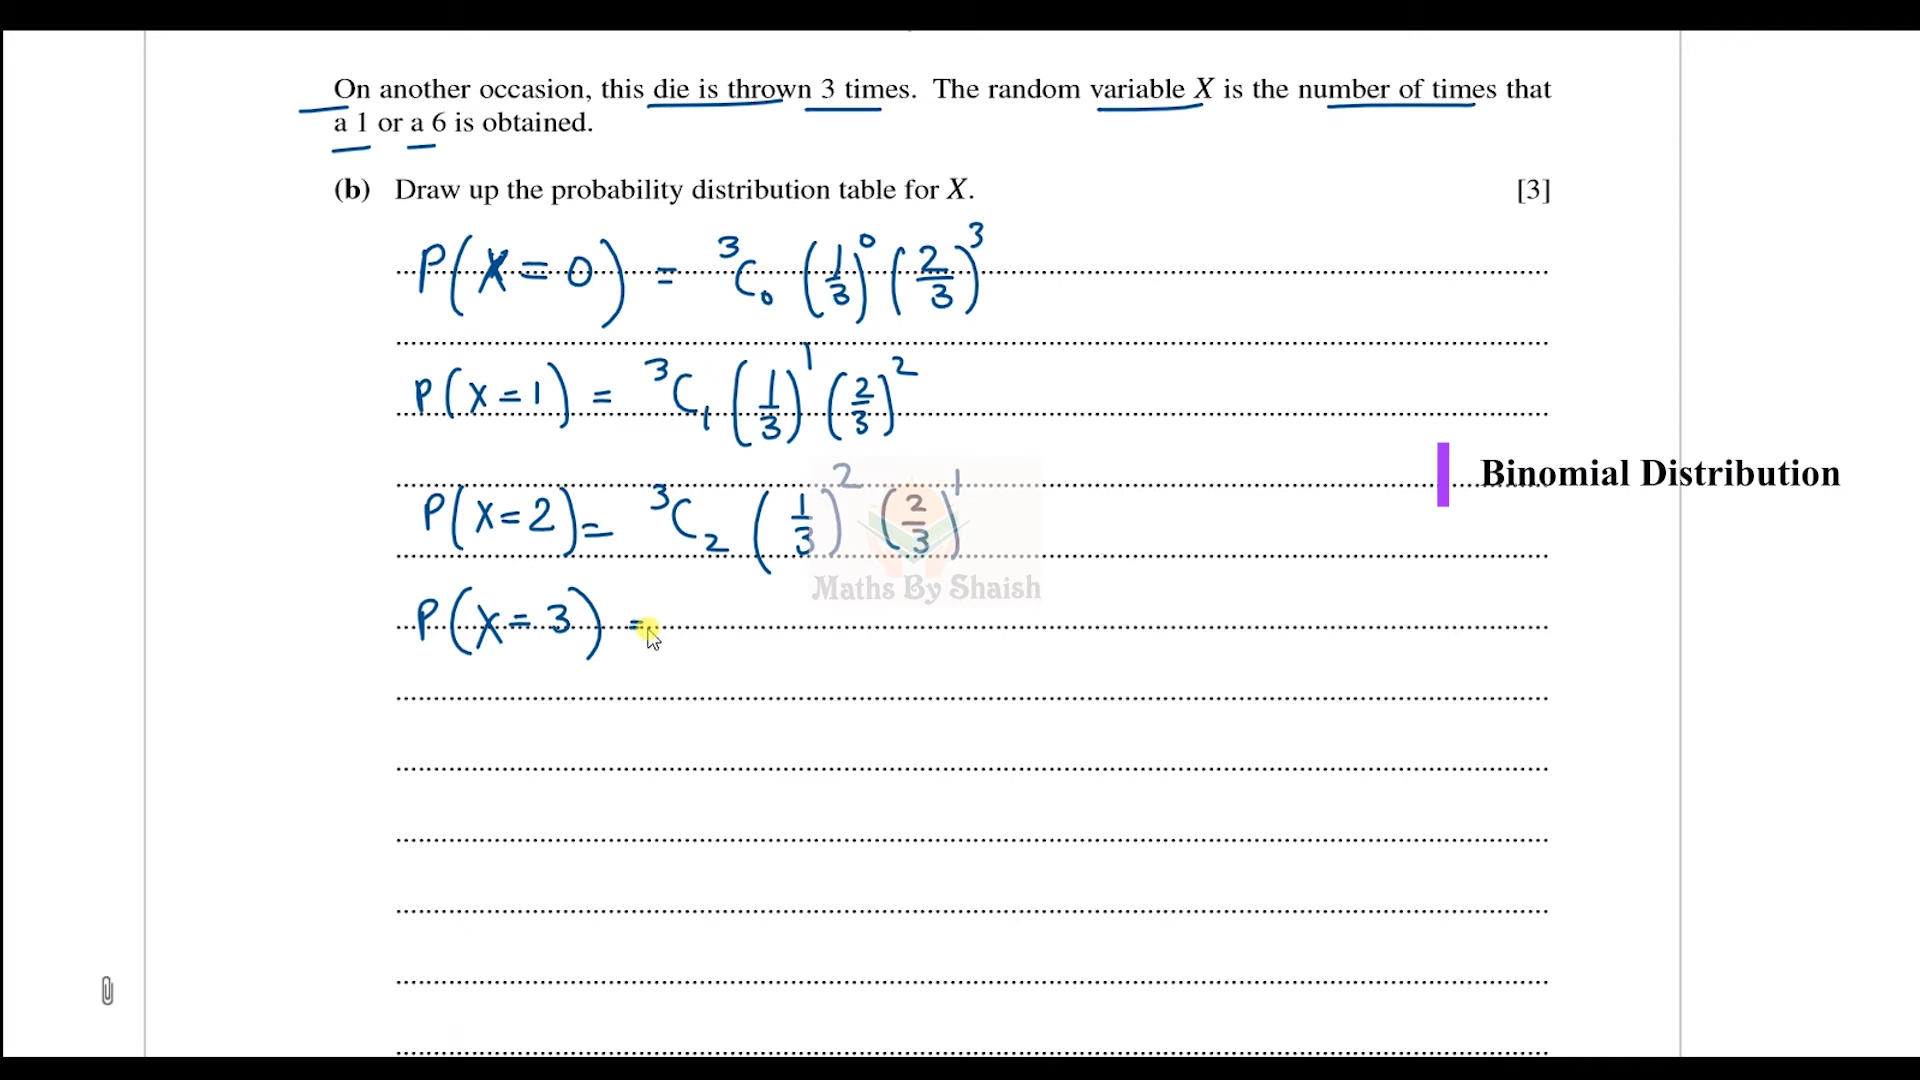 On another occasion, this die is thrown 3 times. The random variable X is the number of times that
a 1 or a 6 is obtained.
(b) Draw up the probability distribution table for X. [3]
P(X=0) = ³C₀ (1/3)⁰ (2/3)³
P(X=1) = ³C₁ (1/3)¹ (2/3)²
Binomial Distribution
P(X=2) = ³C₂ (1/3)² (2/3)¹
Maths By Shaish
P(X=3) =